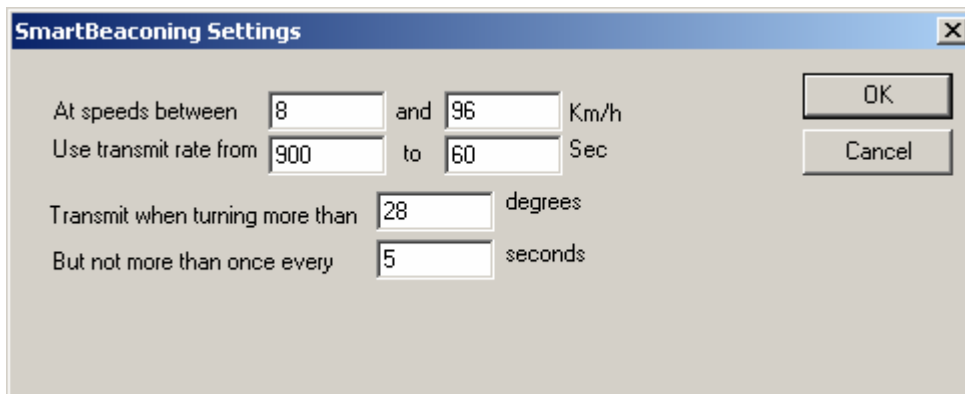 SmartBeaconing Settings
OK
At speeds between 8 and 96 Km/h
Use transmit rate from 900 to 60 Sec
Cancel
Transmit when turning more than 28 degrees
But not more than once every 5 seconds